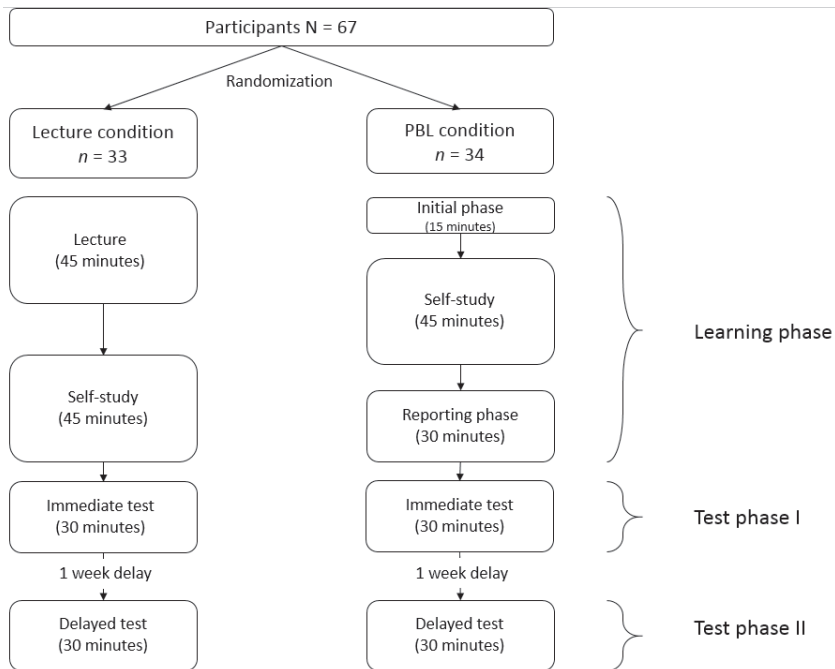 Participants N = 67
Randomization
Lecture condition
n = 33
PBL condition
n = 34
Lecture
(45 minutes)
Self-study
(45 minutes)
Initial phase
(15 minutes)
Self-study
(45 minutes)
Reporting phase
(30 minutes)
Learning phase
Immediate test
(30 minutes)
Immediate test
(30 minutes)
Test phase I
1 week delay
1 week delay
Delayed test
(30 minutes)
Delayed test
(30 minutes)
Test phase II